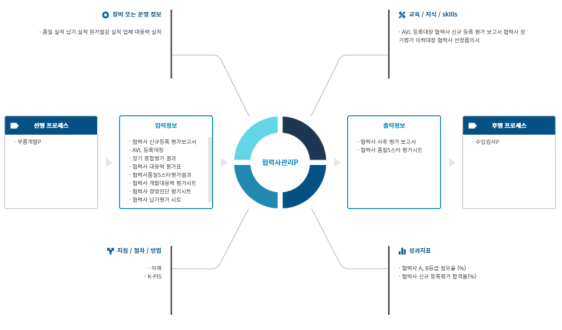 장비 또는 운영 정보
· 품질 실적 납기 실적 원가절감 실적 업체 대응력 실적
교육 / 지식 / skills
· AVL 등록대장 협력사 신규 등록 평가 보고서 협력사 정
기평가 이력대장 협력사 선정품의서
선행 프로세스
· 부품개발P
입력정보
· 협력사 신규등록 평가보고서
· AVL 등록대장
· 정기 종합평가 결과
· 협력사 대응력 평가표
· 협력사품질5스타평가결과
· 협력사 개발대응력 평가시트
· 협력사 경영진단 평가시트
· 협력사 납기평가 시트
협력사관리P
출력정보
· 협력사 사후 평가 보고서
· 협력사 품질5스타 평가시트
후행 프로세스
· 수입검사P
지침 / 절차 / 방법
· 자재
· K-PIS
성과지표
· 협력사 A, B등급 점유율 (%)
· 협력사 신규 등록평가 합격율(%)